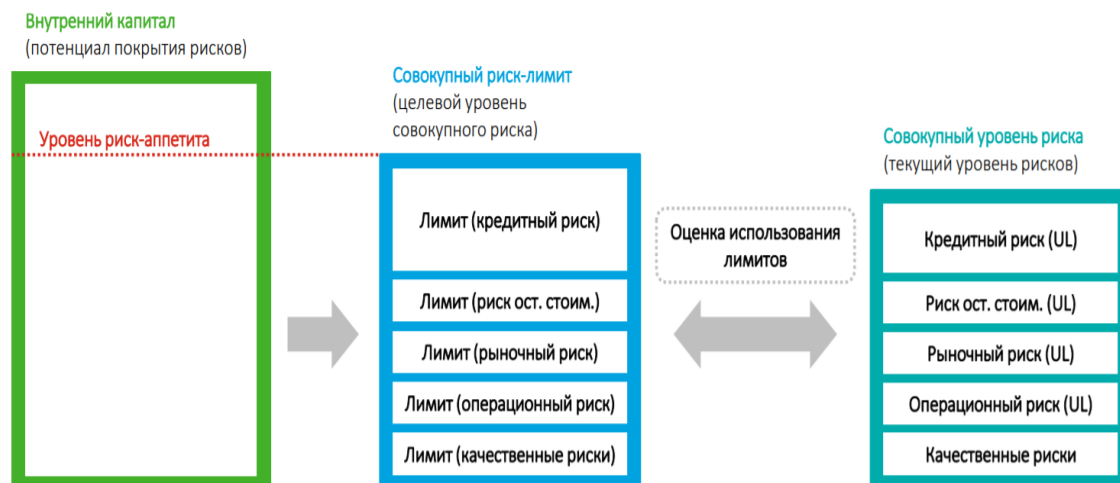 Внутренний капитал
(потенциал покрытия рисков)
Уровень риск-аппетита
Совокупный риск-лимит
(целевой уровень
совокупного риска)
Лимит (кредитный риск)
Лимит (риск ост. стоим.)
Лимит (рыночный риск)
Лимит (операционный риск)
Лимит (качественные риски)
Оценка использования
лимитов
Совокупный уровень риска
(текущий уровень рисков)
Кредитный риск (UL)
Риск ост. стоим. (UL)
Рыночный риск (UL)
Операционный риск (UL)
Качественные риски